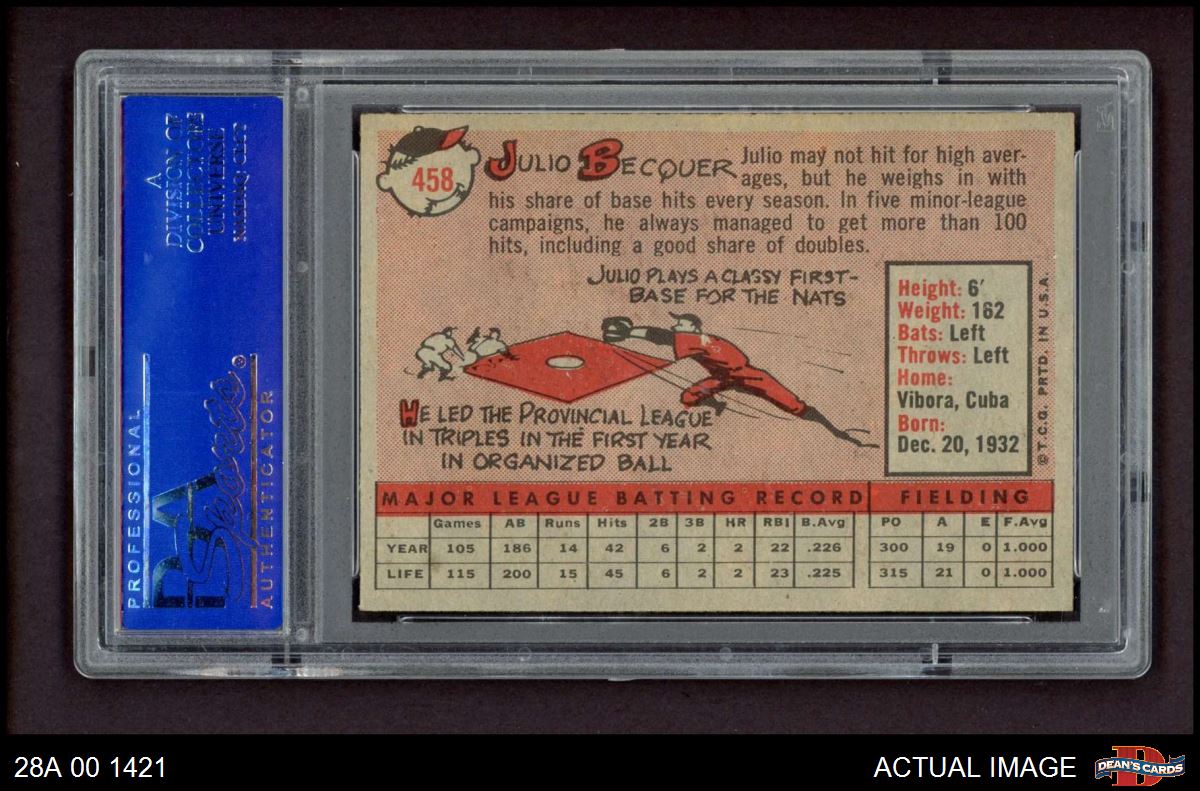 A
DIVISION OF
COLLECTORS
UNIVERSE
NASDAQ: CLCT
PROFESSIONAL
PSA
Sports
®
AUTHENTICATOR
458
JULIO BECQUER
Julio may not hit for high aver-
ages, but he weighs in with
his share of base hits every season. In five minor-league
campaigns, he always managed to get more than 100
hits, including a good share of doubles.
JULIO PLAYS A CLASSY FIRST-
BASE FOR THE NATS
HE LED THE PROVINCIAL LEAGUE
IN TRIPLES IN THE FIRST YEAR
IN ORGANIZED BALL
Height: 6'
Weight: 162
Bats: Left
Throws: Left
Home:
Vibora, Cuba
Born:
Dec. 20, 1932
©T.C.G. PRTD. IN U.S.A.
MAJOR LEAGUE BATTING RECORD FIELDING
Games AB Runs Hits 2B 3B HR RBI B.Avg PO A E F.Avg
YEAR 105 186 14 42 6 2 2 22 .226 300 19 0 1.000
LIFE 115 200 15 45 6 2 2 23 .225 315 21 0 1.000
28A 00 1421
ACTUAL IMAGE
D
DEAN'S CARDS